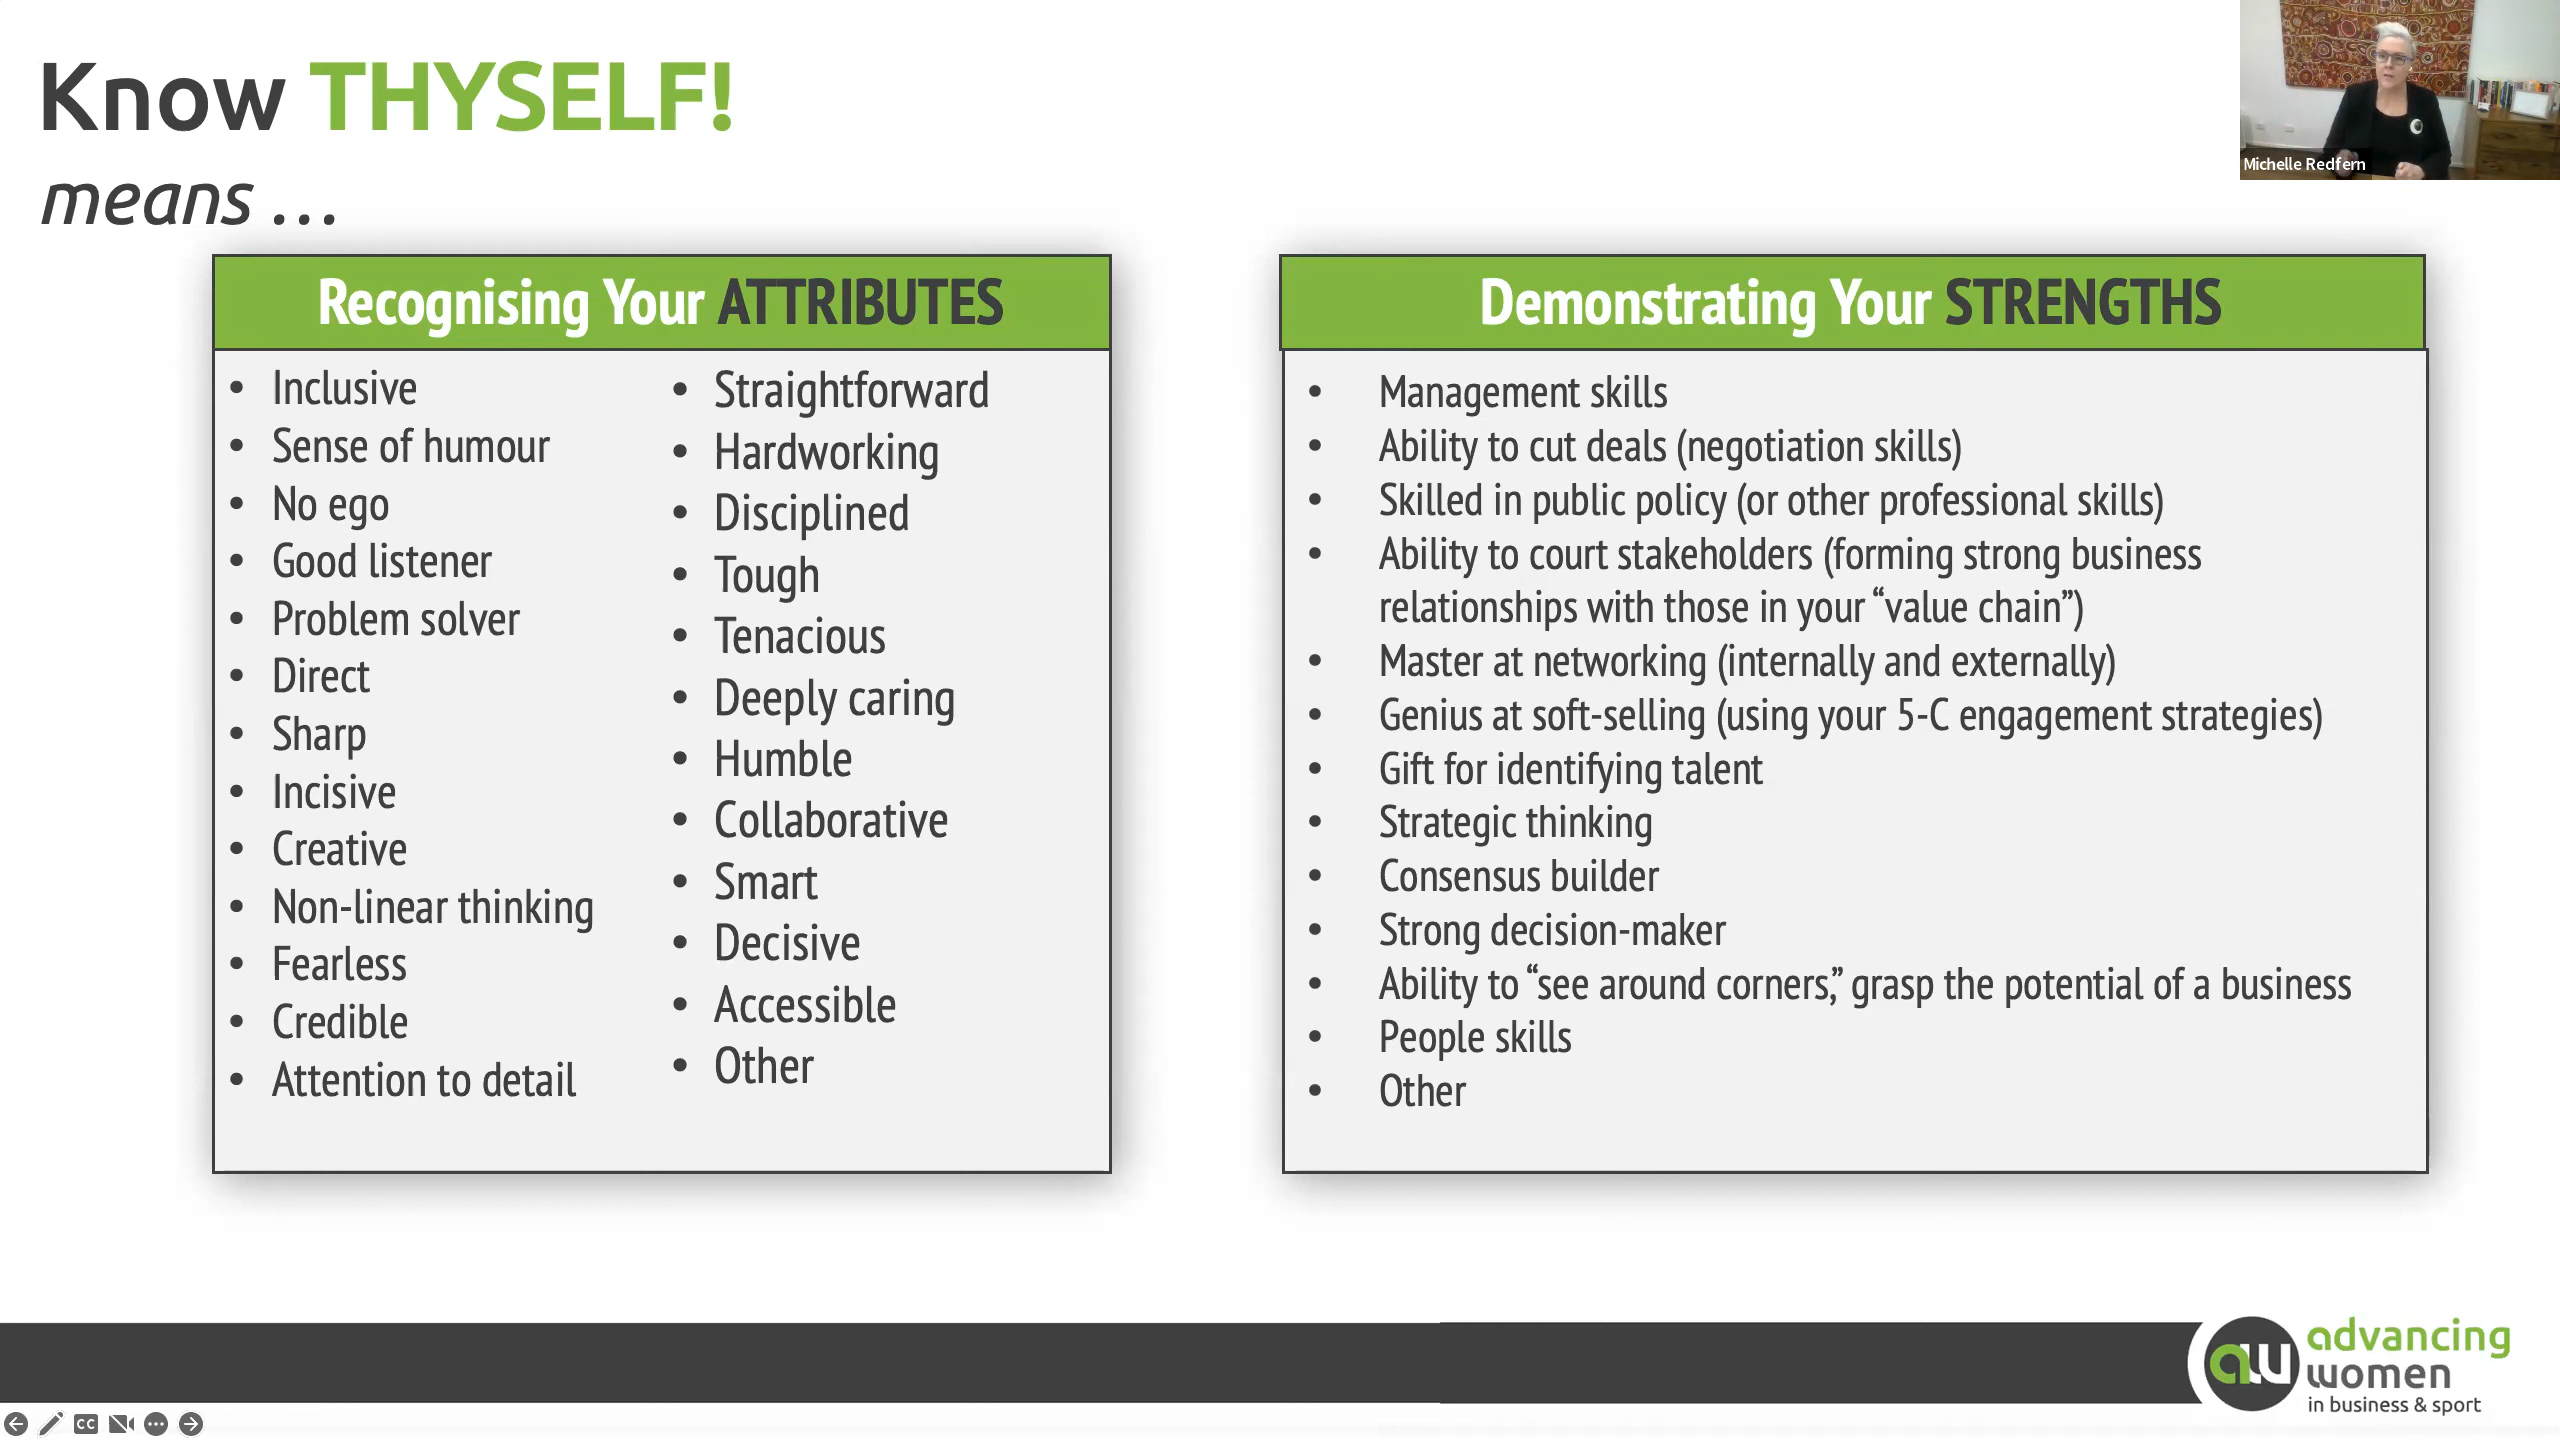 Know THYSELF!
means ...
Michelle Redfern
Recognising Your ATTRIBUTES
• Inclusive
• Sense of humour
• No ego
• Good listener
• Problem solver
• Direct
• Sharp
• Incisive
• Creative
• Non-linear thinking
• Fearless
• Credible
• Attention to detail
• Straightforward
• Hardworking
• Disciplined
• Tough
• Tenacious
• Deeply caring
• Humble
• Collaborative
• Smart
• Decisive
• Accessible
• Other
Demonstrating Your STRENGTHS
• Management skills
• Ability to cut deals (negotiation skills)
• Skilled in public policy (or other professional skills)
• Ability to court stakeholders (forming strong business
relationships with those in your “value chain”)
• Master at networking (internally and externally)
• Genius at soft-selling (using your 5-C engagement strategies)
• Gift for identifying talent
• Strategic thinking
• Consensus builder
• Strong decision-maker
• Ability to “see around corners,” grasp the potential of a business
• People skills
• Other
aw
advancing
women
in business & sport
CC